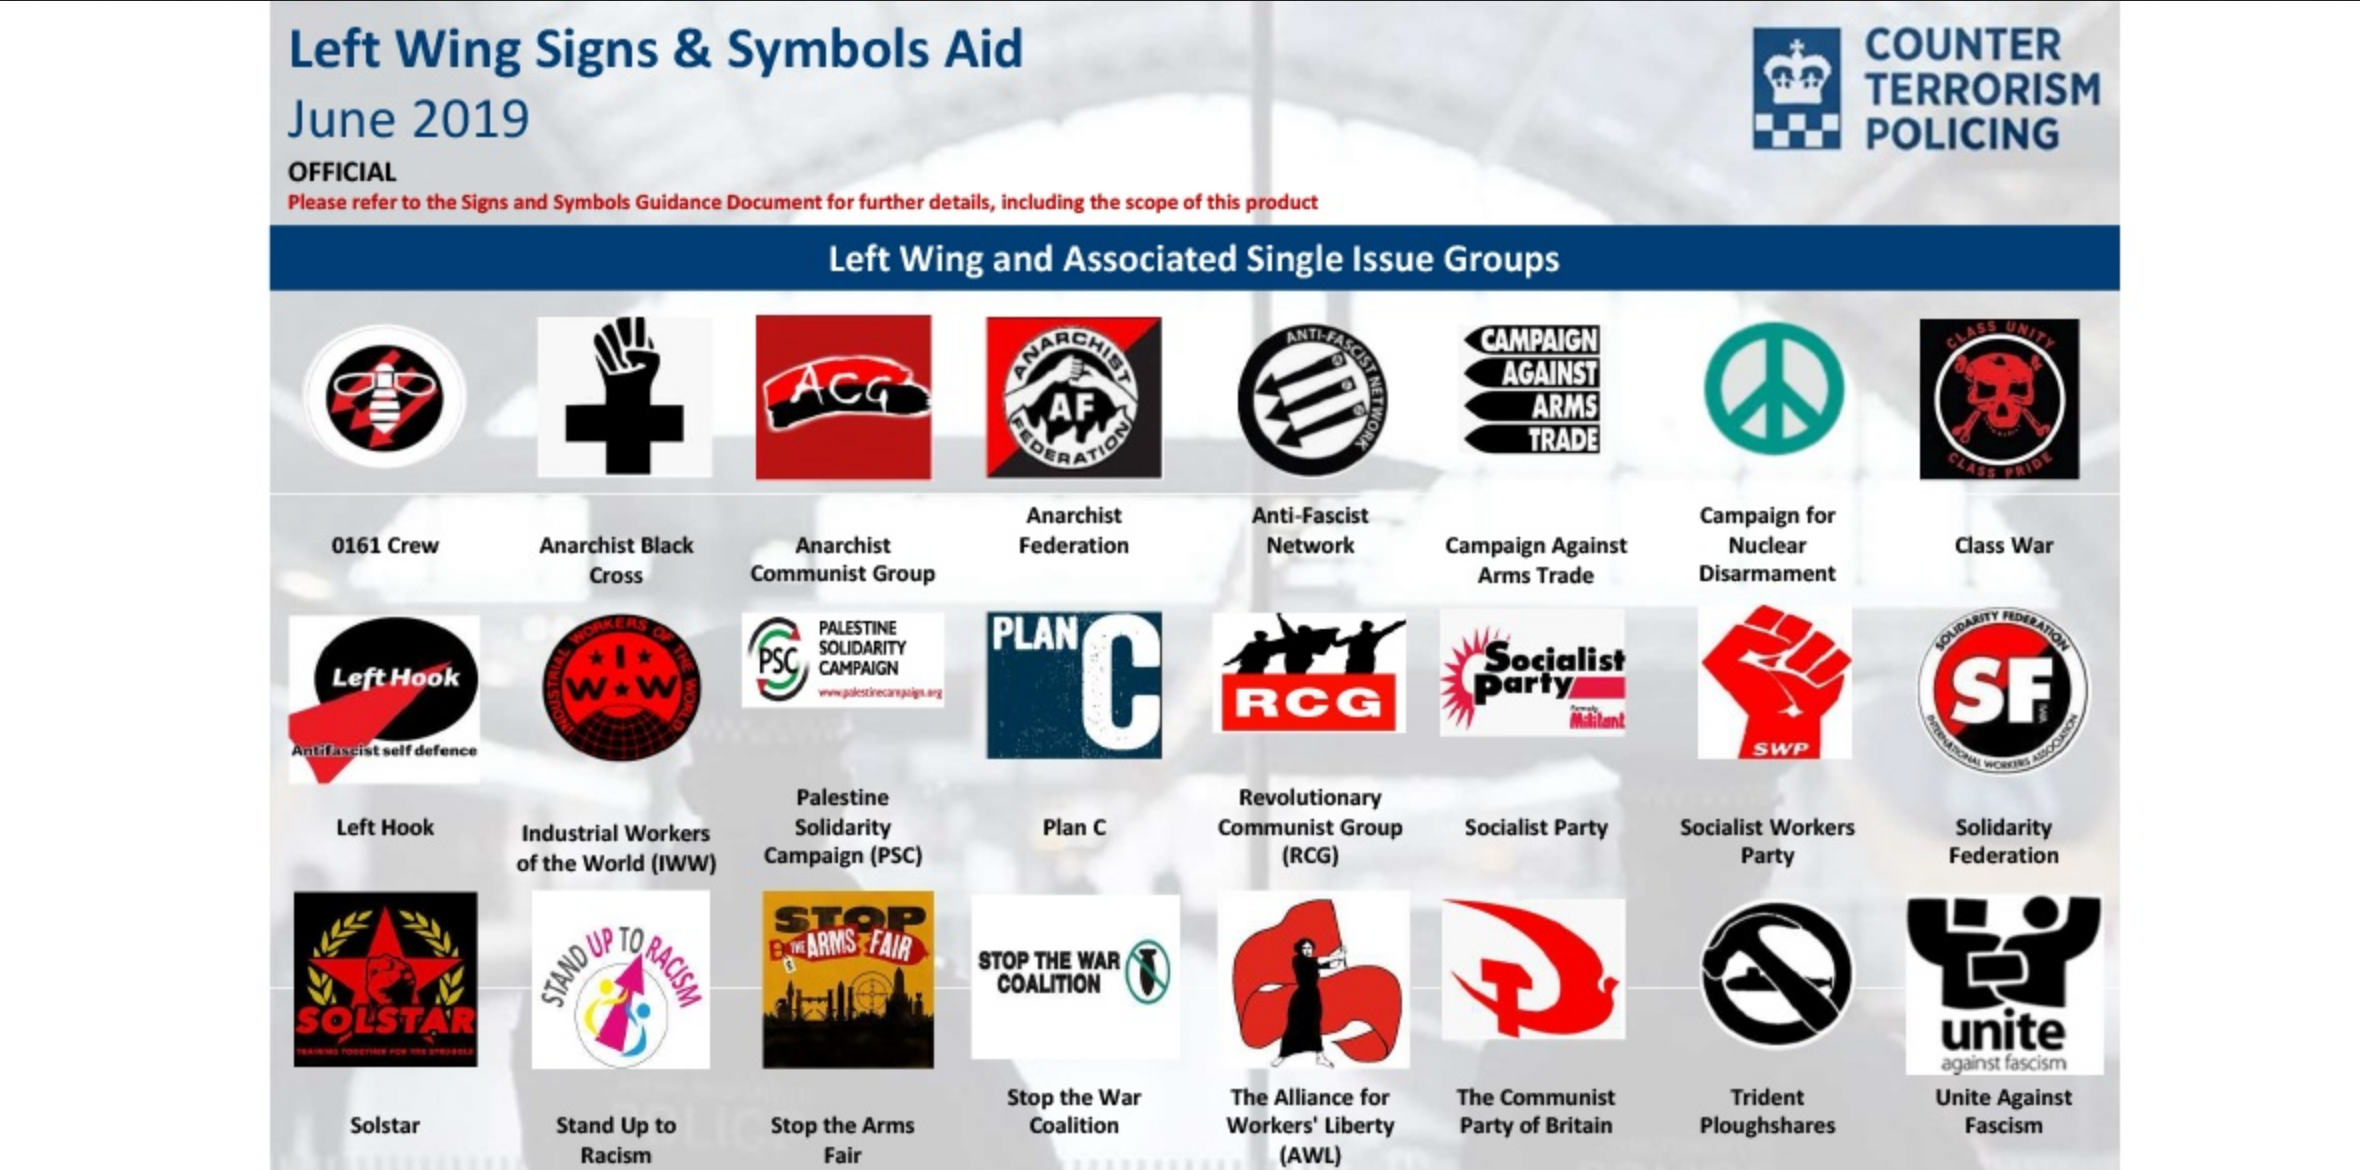 Left Wing Signs & Symbols Aid
June 2019
OFFICIAL
Please refer to the Signs and Symbols Guidance Document for further details, including the scope of this product
COUNTER
TERRORISM
POLICING
Left Wing and Associated Single Issue Groups
ACG
ANARCHIST
AF
FEDERATION
ANTI-FASCIST NETWORK
CAMPAIGN
AGAINST
ARMS
TRADE
CLASS UNITY
CLASS PRIDE
0161 Crew
Anarchist Black
Cross
Anarchist
Communist Group
Anarchist
Federation
Anti-Fascist
Network
Campaign Against
Arms Trade
Campaign for
Nuclear
Disarmament
Class War
Left Hook
Antifascist self defence
INDUSTRIAL WORKERS OF THE WORLD
I
W W
PSC
PALESTINE
SOLIDARITY
CAMPAIGN
www.palestinecampaign.org
PLAN
C
RCG
Socialist
Party
formerly
Militant
SWP
SOLIDARITY FEDERATION
SF
INTERNATIONAL WORKERS ASSOCIATION
Left Hook
Industrial Workers
of the World (IWW)
Palestine
Solidarity
Campaign (PSC)
Plan C
Revolutionary
Communist Group
(RCG)
Socialist Party
Socialist Workers
Party
Solidarity
Federation
SOLSTAR
TRAINING TOGETHER FOR THE STRUGGLE
STAND UP TO RACISM
STOP
THE ARMS FAIR
STOP THE WAR
COALITION
unite
against fascism
Solstar
Stand Up to
Racism
Stop the Arms
Fair
Stop the War
Coalition
The Alliance for
Workers' Liberty
(AWL)
The Communist
Party of Britain
Trident
Ploughshares
Unite Against
Fascism